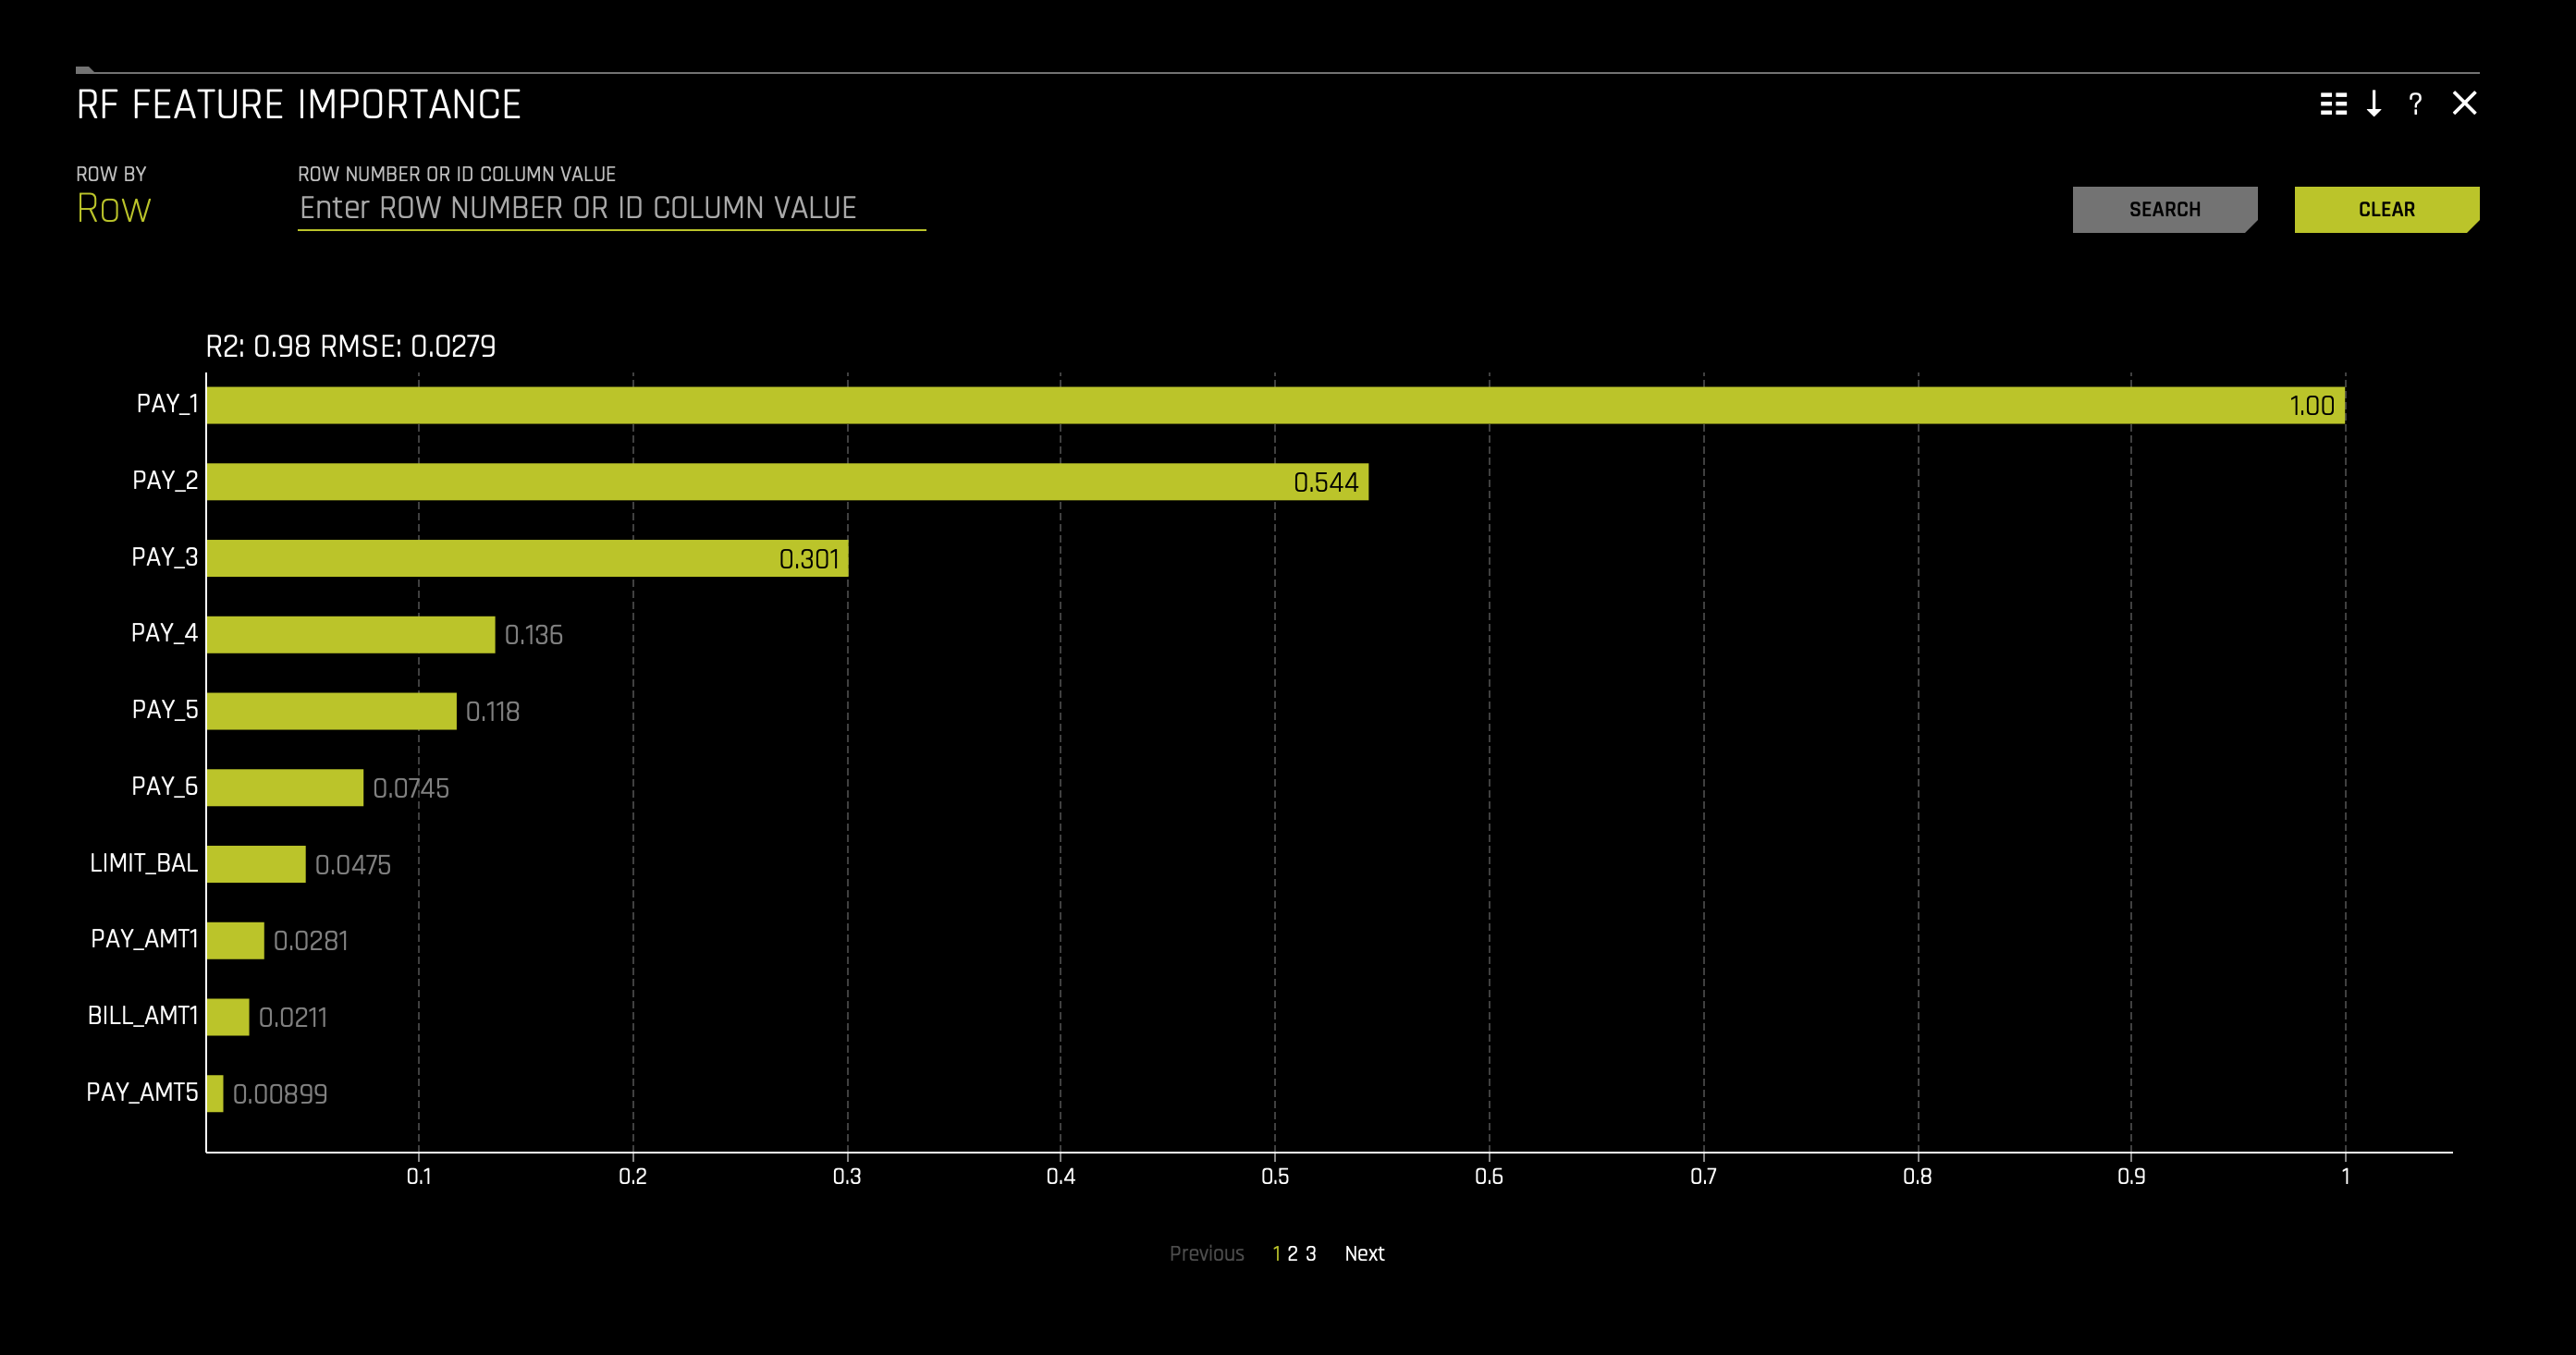 RF FEATURE IMPORTANCE
?
ROW BY
Row
ROW NUMBER OR ID COLUMN VALUE
Enter ROW NUMBER OR ID COLUMN VALUE
SEARCH
CLEAR
R2: 0.98 RMSE: 0.0279
PAY_1 1.00
PAY_2 0.544
PAY_3 0.301
PAY_4 0.136
PAY_5 0.118
PAY_6 0.0745
LIMIT_BAL 0.0475
PAY_AMT1 0.0281
BILL_AMT1 0.0211
PAY_AMT5 0.00899
0.1 0.2 0.3 0.4 0.5 0.6 0.7 0.8 0.9 1
Previous 1 2 3 Next